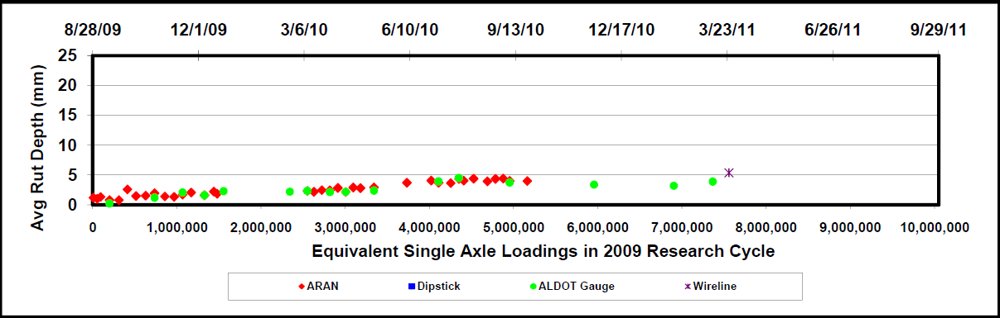 8/28/09 12/1/09 3/6/10 6/10/10 9/13/10 12/17/10 3/23/11 6/26/11 9/29/11
Avg Rut Depth (mm)
25
20
15
10
5
0
0 1,000,000 2,000,000 3,000,000 4,000,000 5,000,000 6,000,000 7,000,000 8,000,000 9,000,000 10,000,000
Equivalent Single Axle Loadings in 2009 Research Cycle
ARAN Dipstick ALDOT Gauge Wireline